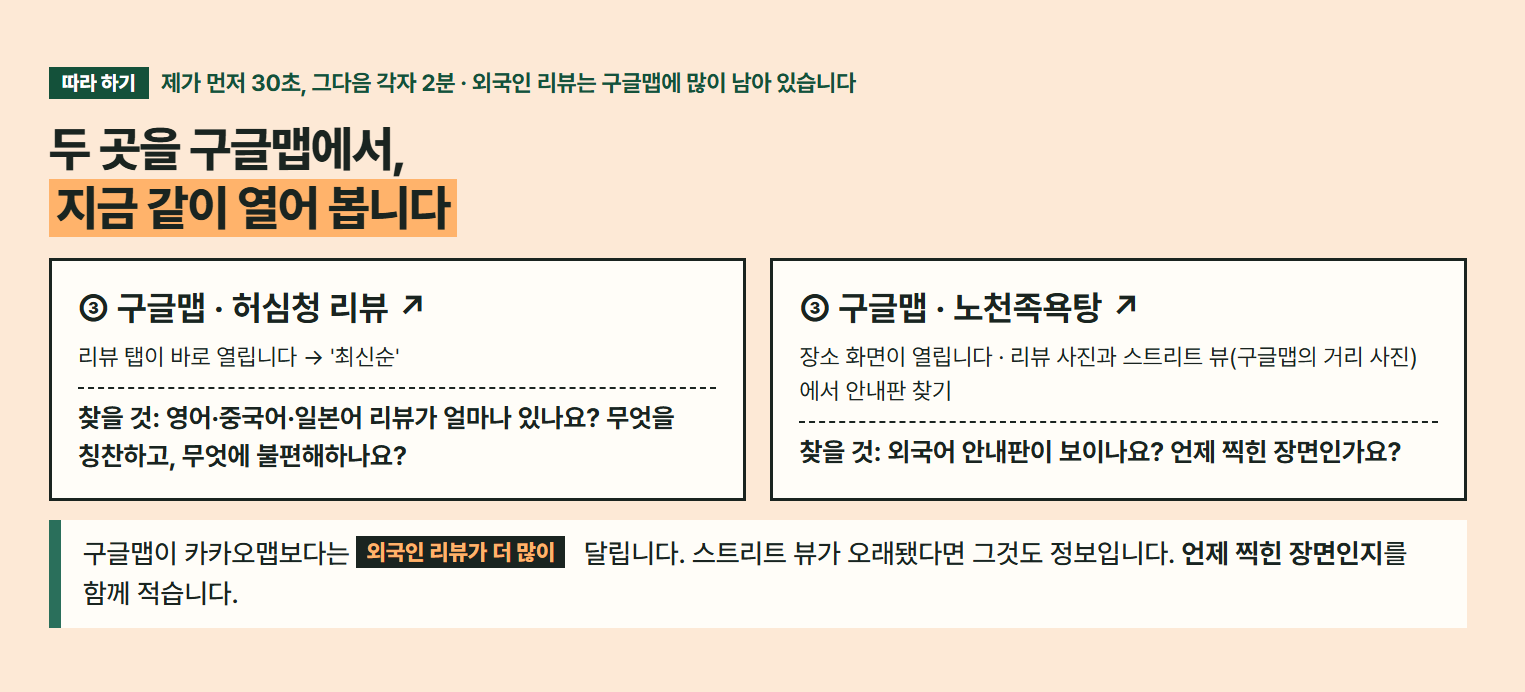 따라 하기 제가 먼저 30초, 그다음 각자 2분 · 외국인 리뷰는 구글맵에 많이 남아 있습니다
두 곳을 구글맵에서,
지금 같이 열어 봅니다
③ 구글맵 · 허심청 리뷰 ↗
리뷰 탭이 바로 열립니다 → '최신순'
찾을 것: 영어·중국어·일본어 리뷰가 얼마나 있나요? 무엇을
칭찬하고, 무엇에 불편해하나요?
③ 구글맵 · 노천족욕탕 ↗
장소 화면이 열립니다 · 리뷰 사진과 스트리트 뷰(구글맵의 거리 사진)
에서 안내판 찾기
찾을 것: 외국어 안내판이 보이나요? 언제 찍힌 장면인가요?
구글맵이 카카오맵보다는 외국인 리뷰가 더 많이 달립니다. 스트리트 뷰가 오래됐다면 그것도 정보입니다. 언제 찍힌 장면인지를
함께 적습니다.